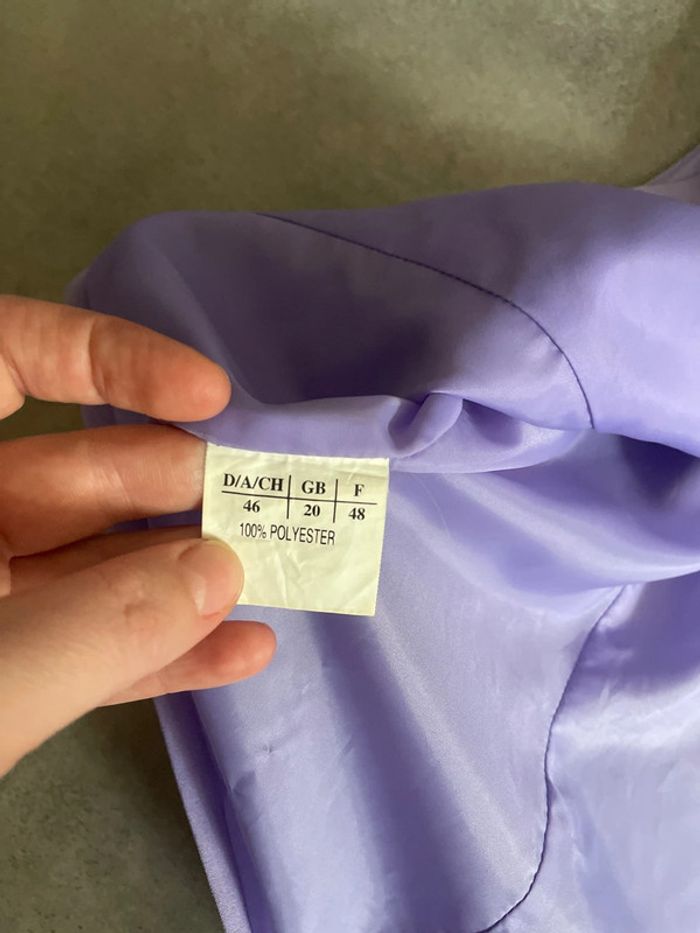 D/A/CH GB F
46 20 48
100% POLYESTER